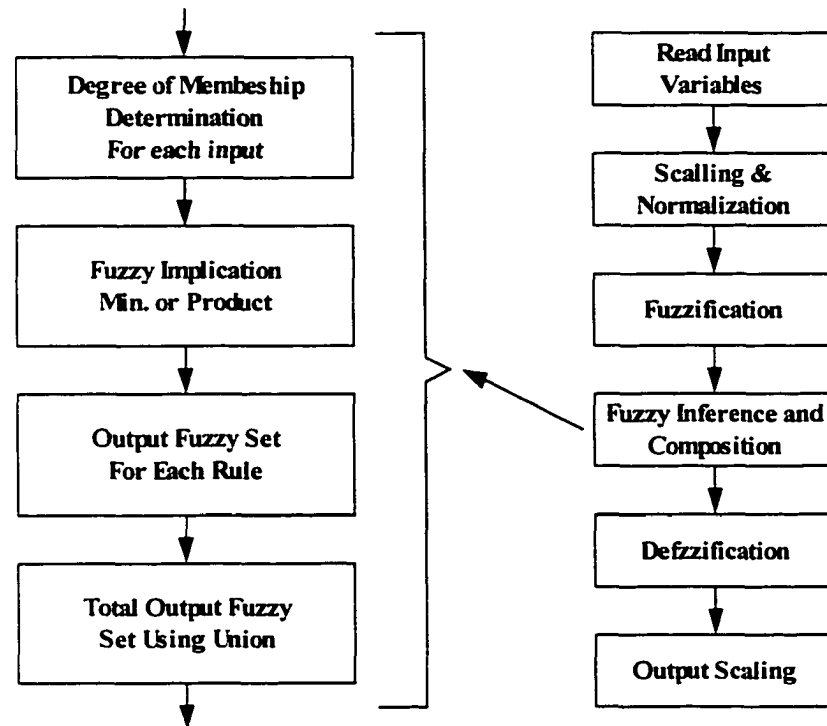 Degree of Membeship
Determination
For each input
Fuzzy Implication
Min. or Product
Output Fuzzy Set
For Each Rule
Total Output Fuzzy
Set Using Union
Read Input
Variables
Scalling &
Normalization
Fuzzification
Fuzzy Inference and
Composition
Defzzification
Output Scaling